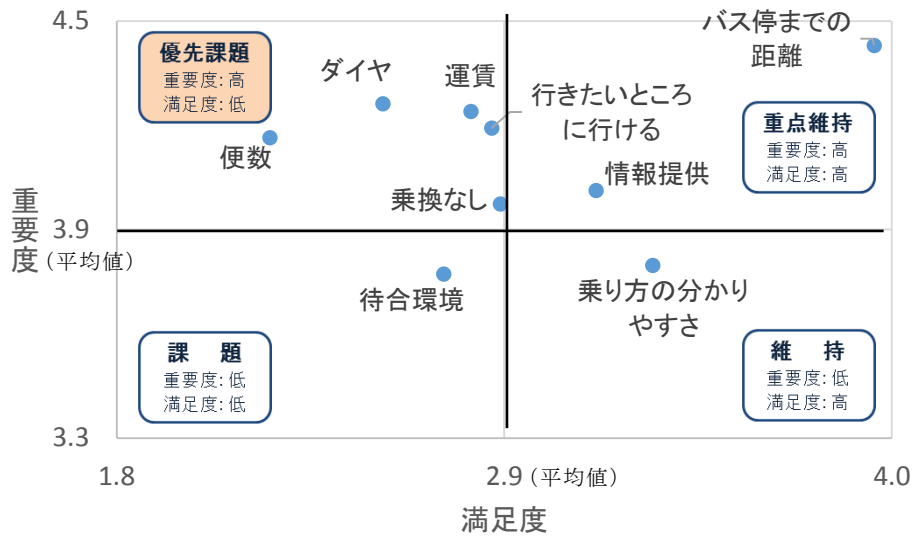 4.5
優先課題
重要度: 高
満足度: 低
ダイヤ
運賃
バス停までの
距離
行きたいところ
に行ける
重点維持
重要度: 高
満足度: 高
便数
情報提供
乗換なし
重要度
3.9
(平均値)
待合環境
乗り方の分かり
やすさ
課 題
重要度: 低
満足度: 低
維 持
重要度: 低
満足度: 高
3.3
1.8
2.9 (平均値)
4.0
満足度